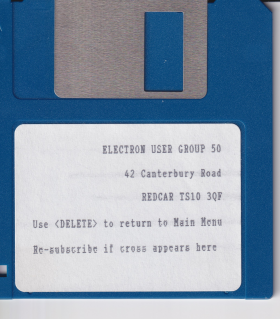 ELECTRON USER GROUP 50
42 Canterbury Road
REDCAR TS10 3QF
Use <DELETE> to return to Main Menu
Re-subscribe if cross appears here